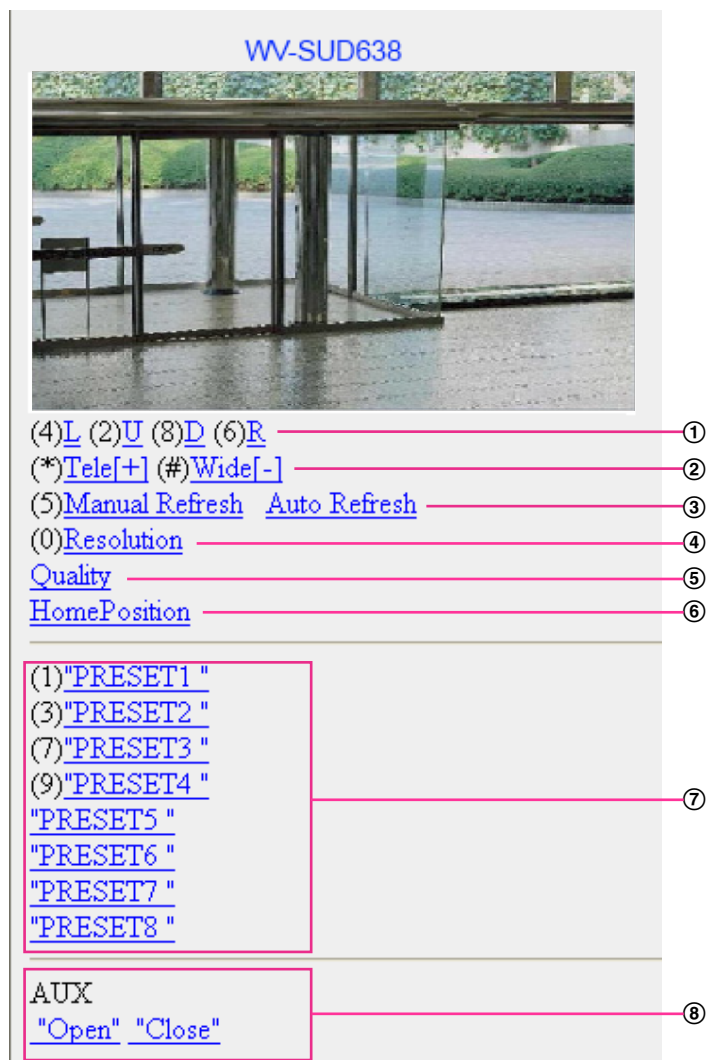 WV-SUD638
(4)L (2)U (8)D (6)R ①
(*)Tele[+] (#)Wide[-] ②
(5)Manual Refresh Auto Refresh ③
(0)Resolution ④
Quality ⑤
HomePosition ⑥
(1)"PRESET1 "
(3)"PRESET2 "
(7)"PRESET3 "
(9)"PRESET4 "
"PRESET5 " ⑦
"PRESET6 "
"PRESET7 "
"PRESET8 "
AUX
"Open" "Close" ⑧